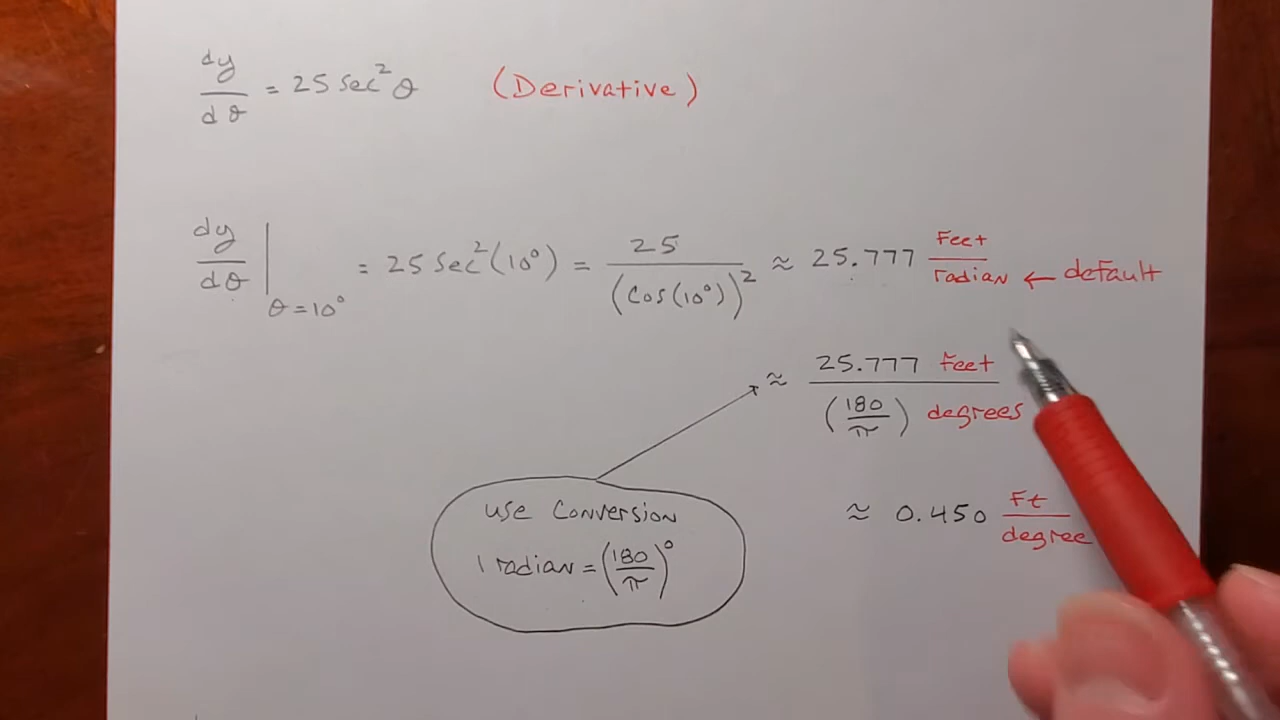 dy/dθ = 25 sec²θ (Derivative)
dy/dθ |θ=10° = 25 sec²(10°) = 25/(cos(10°))² ≈ 25.777 Feet/radian ← default
≈ 25.777 Feet/(180/π) degrees
use conversion
1 radian = (180/π)°
≈ 0.450 Ft/degree